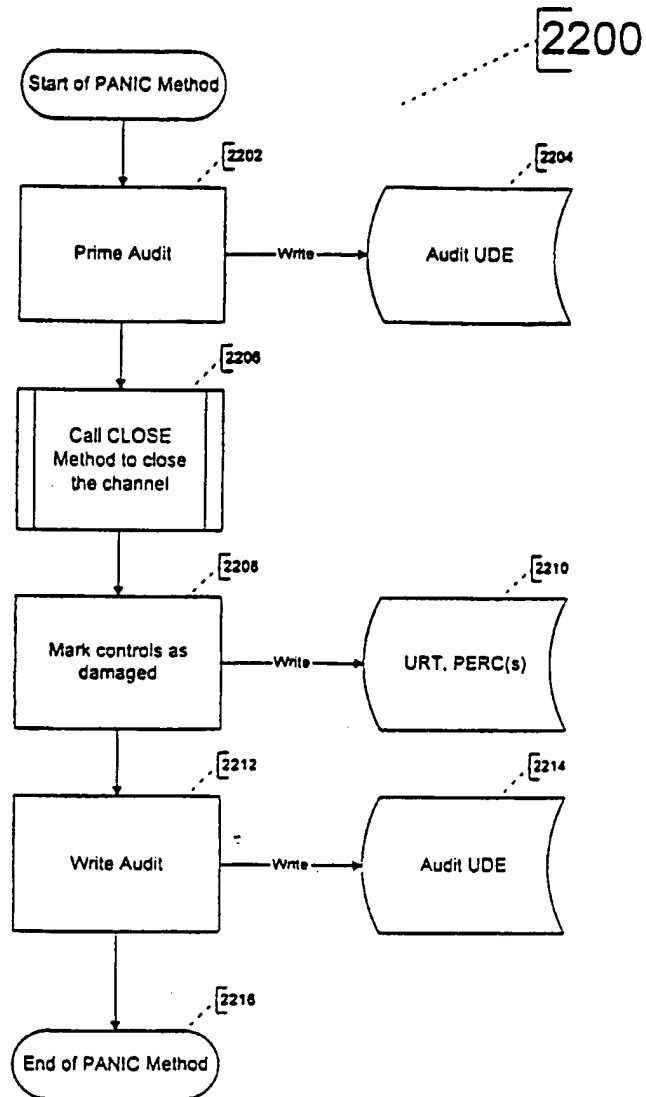 2200
Start of PANIC Method
2202
2204
Prime Audit
Write
Audit UDE
2206
Call CLOSE
Method to close
the channel
2208
2210
Mark controls as
damaged
Write
URT, PERC(s)
2212
2214
Write Audit
Write
Audit UDE
2216
End of PANIC Method